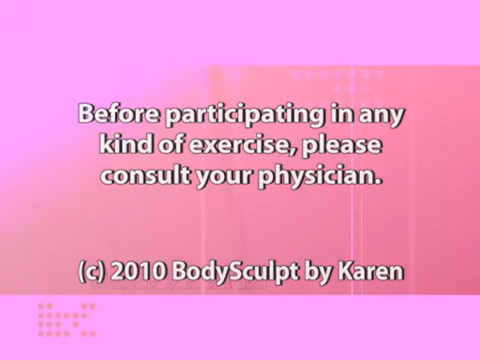 Before participating in any
kind of exercise, please
consult your physician.
(c) 2010 BodySculpt by Karen